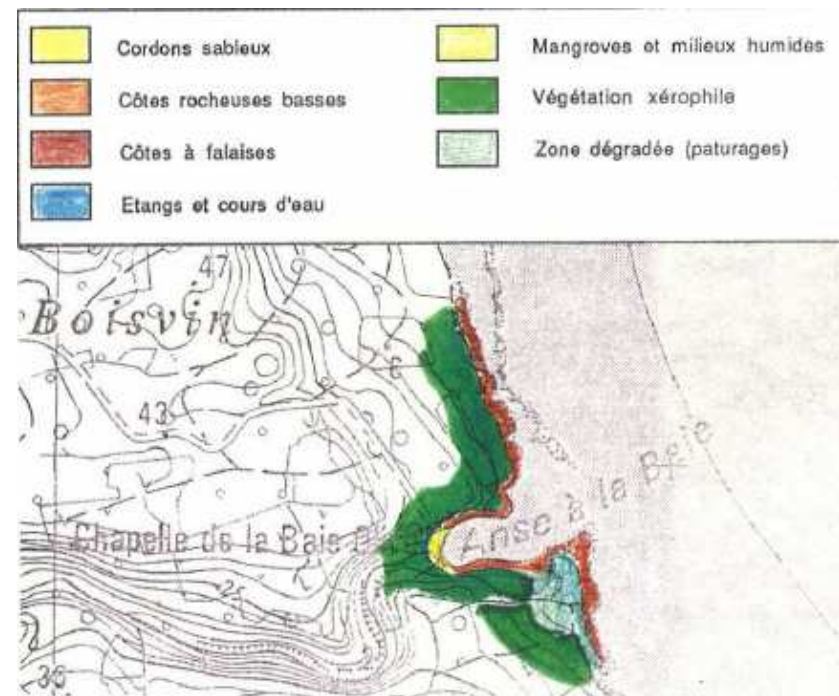 Cordons sableux
Côtes rocheuses basses
Côtes à falaises
Etangs et cours d'eau
Mangroves et milieux humides
Végétation xérophile
Zone dégradée (paturages)
47
Boisvin
43
Chapelle de la Baie
Anse à la Baie